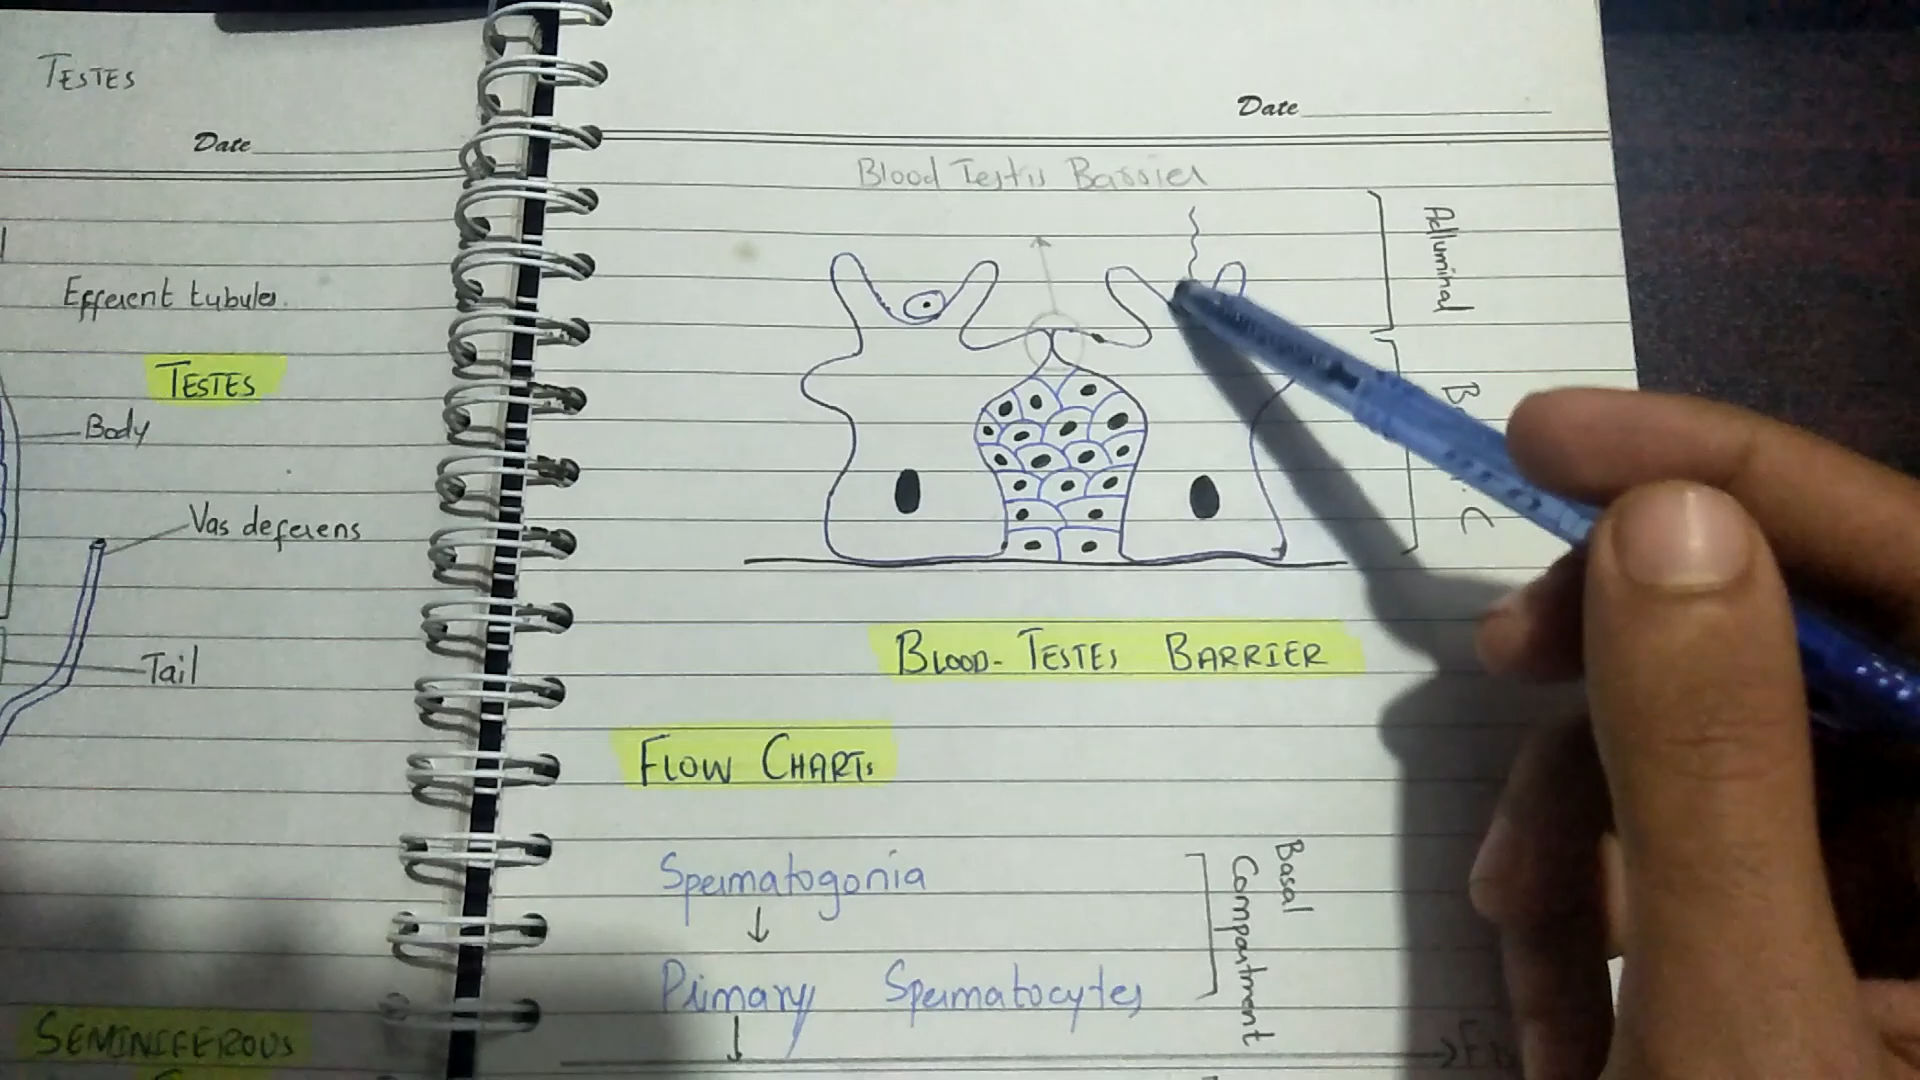 TESTES
Date
Efferent tubules.
TESTES
Body
Vas deferens
Tail
SEMINIFEROUS
Date
Blood Testis Barrier
Adluminal
BLOOD-TESTES BARRIER
FLOW CHARTs
Spermatogonia
↓
Primary Spermatocytes
↓
Basal
Compartment